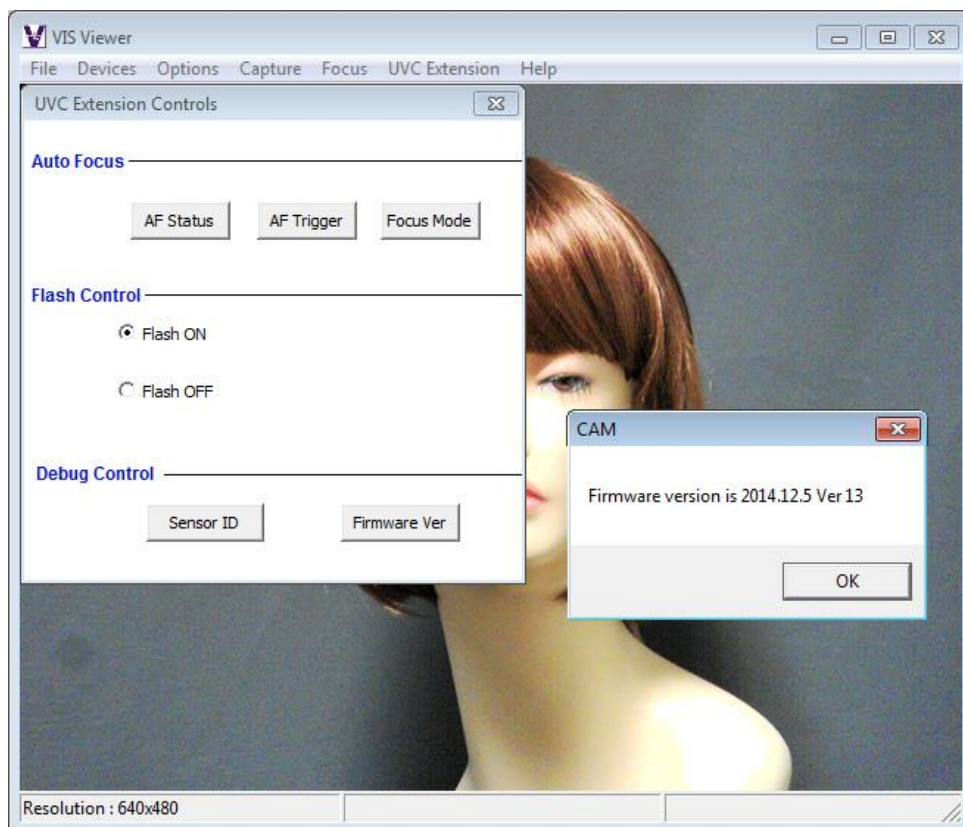 VIS Viewer
File Devices Options Capture Focus UVC Extension Help
UVC Extension Controls
Auto Focus
AF Status AF Trigger Focus Mode
Flash Control
Flash ON
Flash OFF
CAM
Firmware version is 2014.12.5 Ver 13
OK
Debug Control
Sensor ID Firmware Ver
Resolution : 640x480